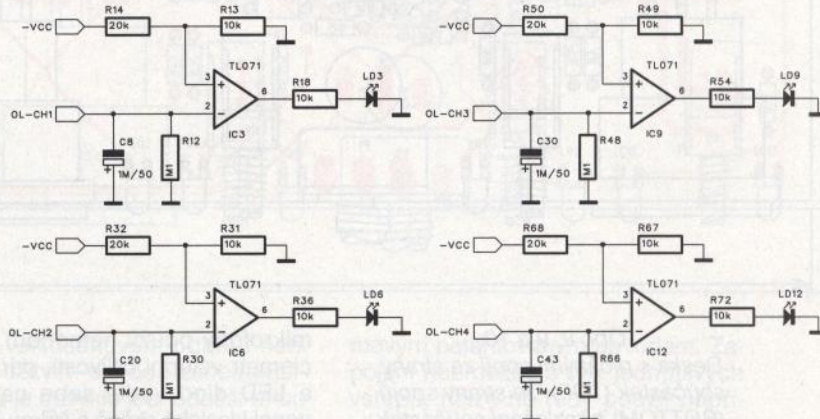 R14 R13
-VCC 20k 10k
TL071
3 R18 LD3
+ 6 10k
OL-CH1 2 -
C8 R12 IC3
+ 1M/50 M1
R50 R49
-VCC 20k 10k
TL071
3 R54 LD9
+ 6 10k
OL-CH3 2 -
C30 R48 IC9
+ 1M/50 M1
R32 R31
-VCC 20k 10k
TL071
3 R36 LD6
+ 6 10k
OL-CH2 2 -
C20 R30 IC6
+ 1M/50 M1
R68 R67
-VCC 20k 10k
TL071
3 R72 LD12
+ 6 10k
OL-CH4 2 -
C43 R66 IC12
+ 1M/50 M1